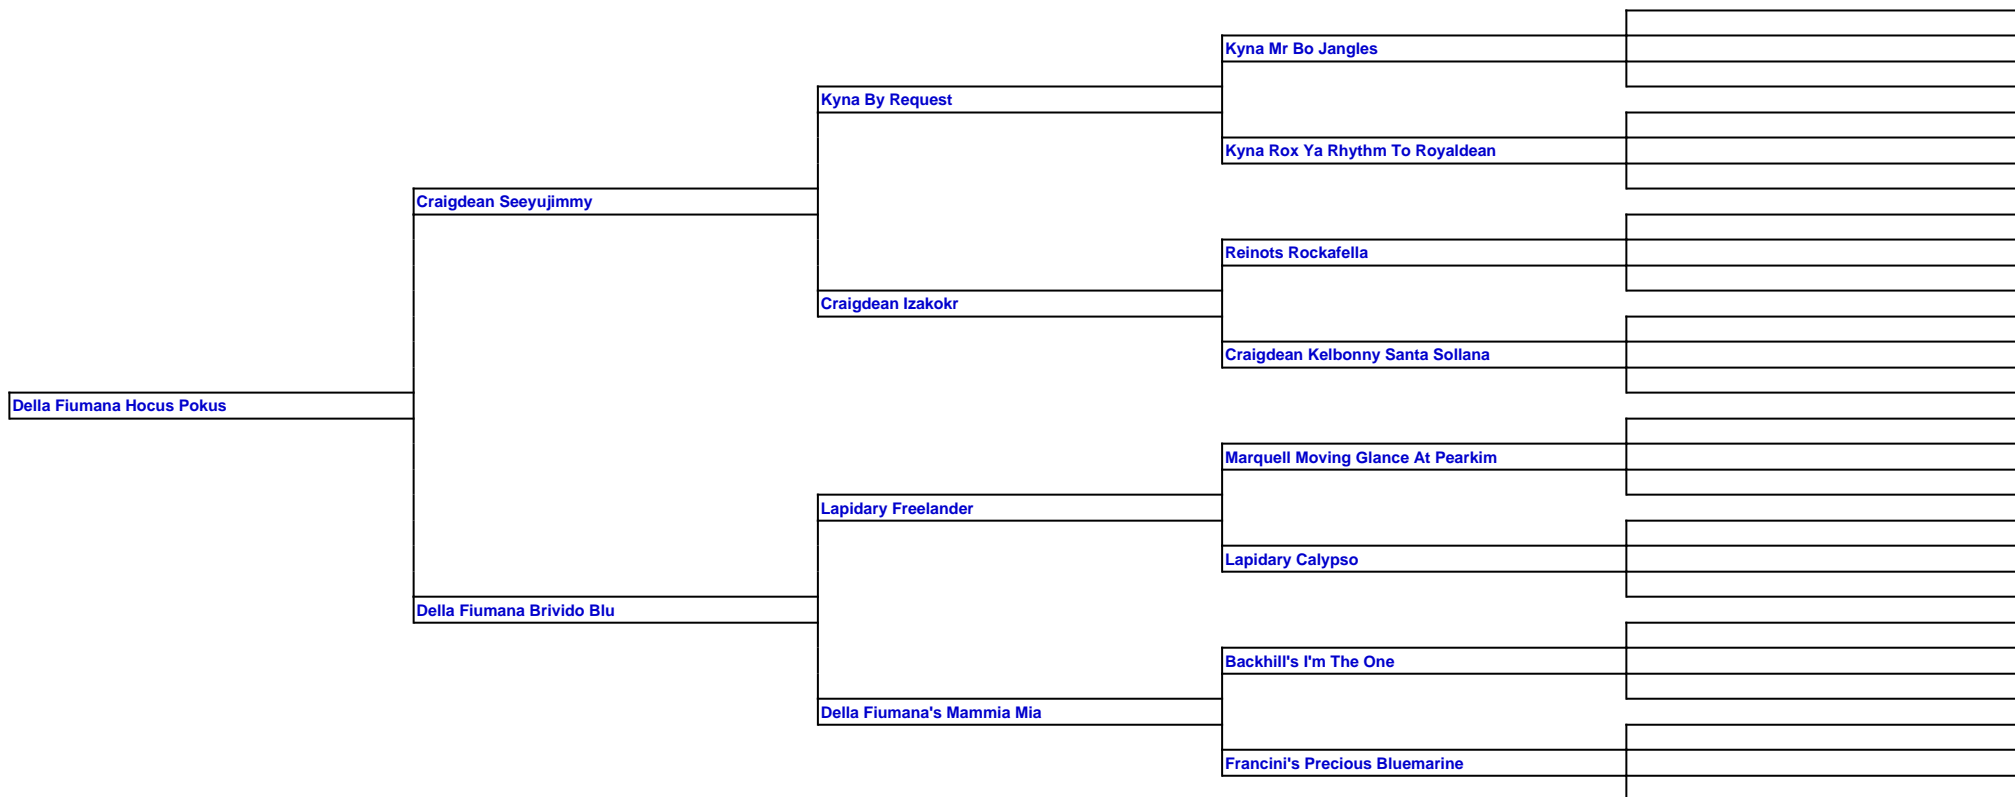 Kyna Mr Bo Jangles
Kyna By Request
Kyna Rox Ya Rhythm To Royaldean
Craigdean Seeyujimmy
Reinots Rockafella
Craigdean Izakokr
Craigdean Kelbonny Santa Sollana
Della Fiumana Hocus Pokus
Marquell Moving Glance At Pearkim
Lapidary Freelander
Lapidary Calypso
Della Fiumana Brivido Blu
Backhill's I'm The One
Della Fiumana's Mammia Mia
Francini's Precious Bluemarine